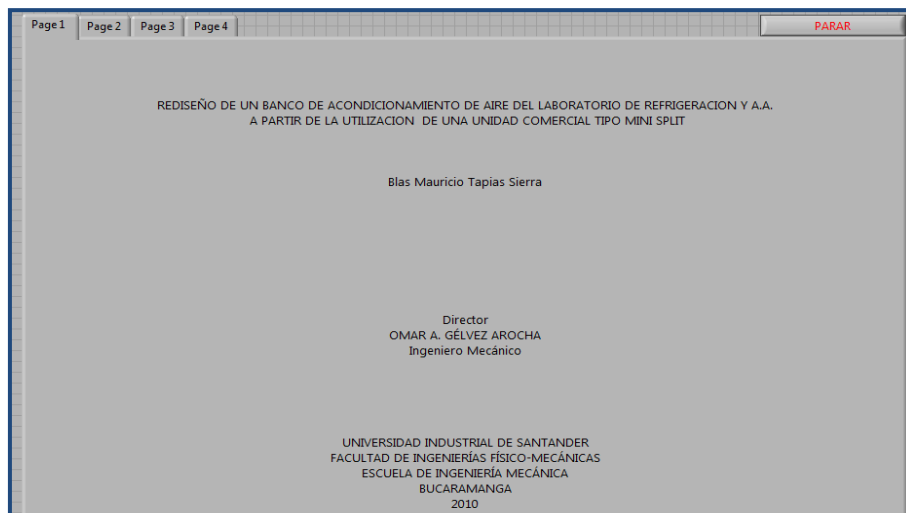 Page 1 Page 2 Page 3 Page 4 PARAR
REDISEÑO DE UN BANCO DE ACONDICIONAMIENTO DE AIRE DEL LABORATORIO DE REFRIGERACION Y A.A.
A PARTIR DE LA UTILIZACION DE UNA UNIDAD COMERCIAL TIPO MINI SPLIT
Blas Mauricio Tapias Sierra
Director
OMAR A. GÉLVEZ AROCHA
Ingeniero Mecánico
UNIVERSIDAD INDUSTRIAL DE SANTANDER
FACULTAD DE INGENIERÍAS FÍSICO-MECÁNICAS
ESCUELA DE INGENIERÍA MECÁNICA
BUCARAMANGA
2010